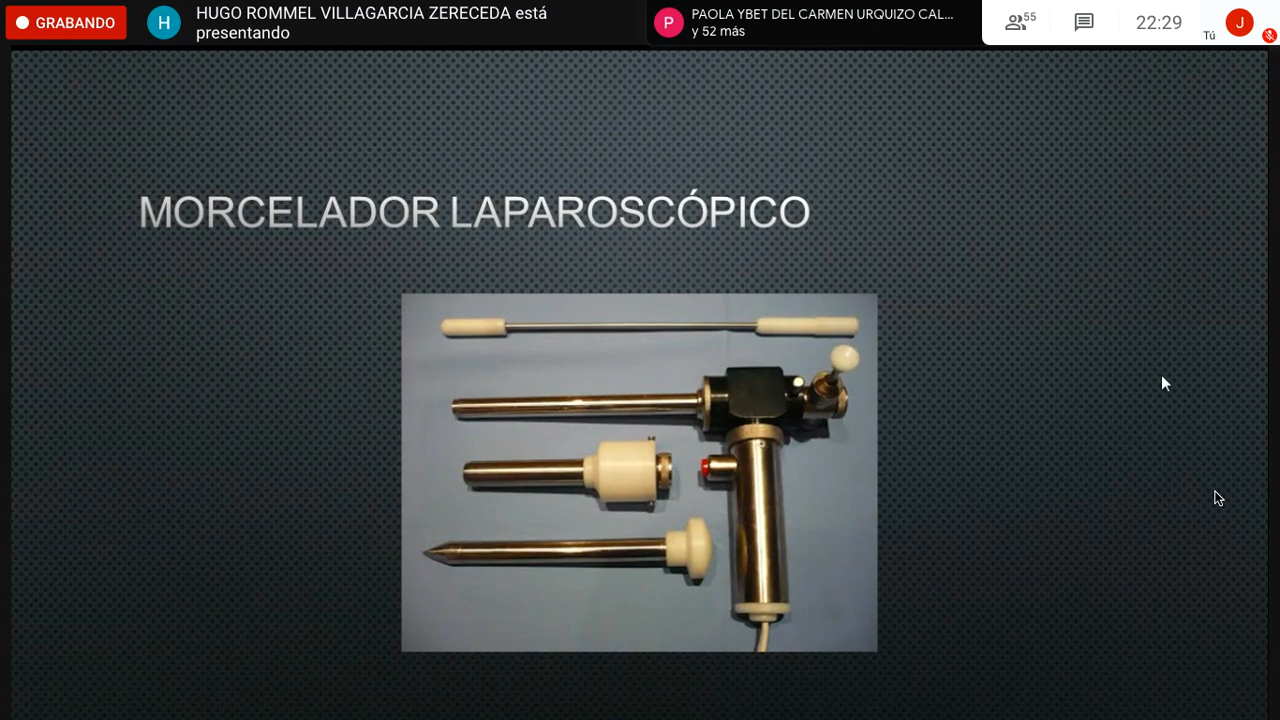 GRABANDO
H
HUGO ROMMEL VILLAGARCIA ZERECEDA está
presentando
P
PAOLA YBET DEL CARMEN URQUIZO CAL...
y 52 más
55
22:29
Tú
J
MORCELADOR LAPAROSCÓPICO